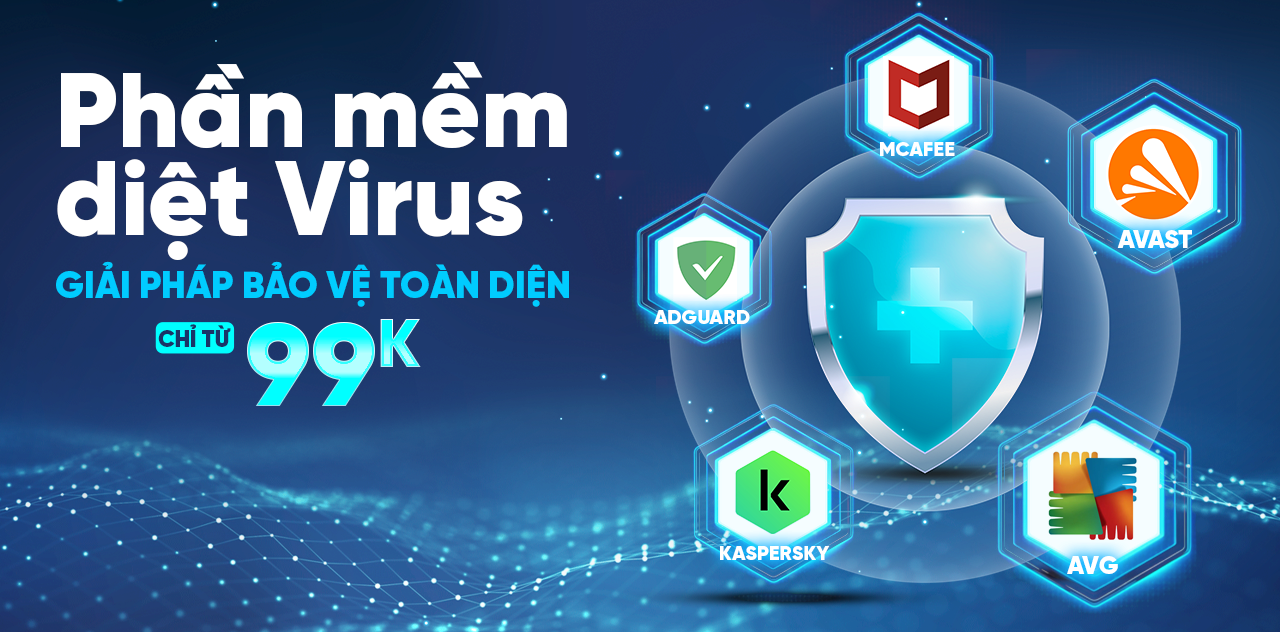 Phần mềm
diệt Virus
GIẢI PHÁP BẢO VỆ TOÀN DIỆN
CHỈ TỪ 99K
MCAFEE
AVAST
ADGUARD
KASPERSKY
AVG